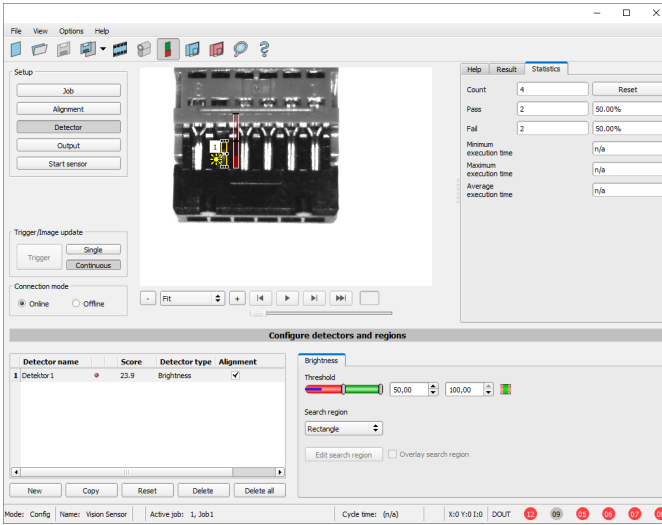 File View Options Help
Setup
Job
Alignment
Detector
Output
Start sensor
Trigger/Image update
Trigger
Single
Continuous
Connection mode
Online Offline
1
- Fit +
Help Result Statistics
Count 4 Reset
Pass 2 50.00%
Fail 2 50.00%
Minimum
execution time n/a
Maximum
execution time n/a
Average
execution time n/a
Configure detectors and regions
Detector name Score Detector type Alignment
1 Detektor1 23.9 Brightness
New Copy Reset Delete Delete all
Brightness
Threshold
50,00 100,00
Search region
Rectangle
Edit search region Overlay search region
Mode: Config Name: Vision Sensor Active job: 1, Job1 Cycle time: (n/a) X:0 Y:0 I:0 DOUT 12 09 05 06 07 08